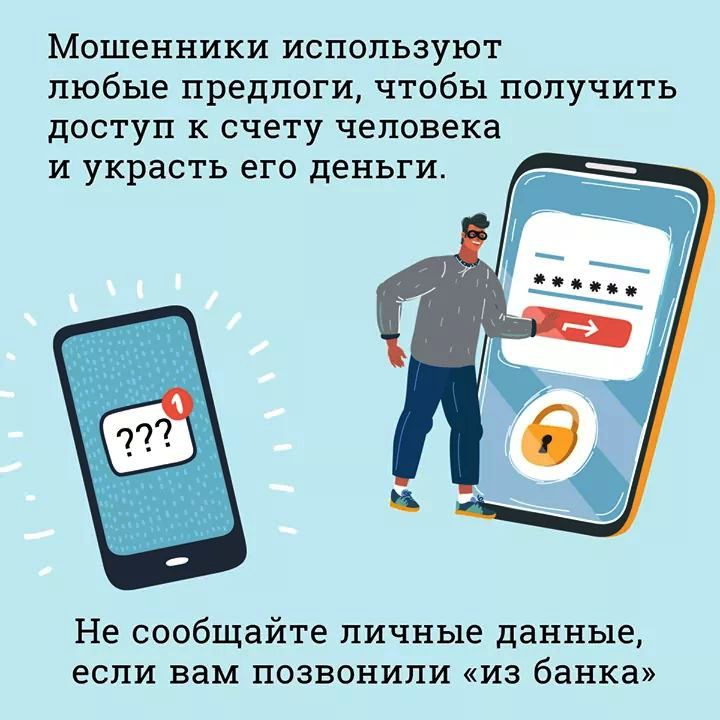 Мошенники используют
любые предлоги, чтобы получить
доступ к счету человека
и украсть его деньги.
******
1
???
Не сообщайте личные данные,
если вам позвонили «из банка»